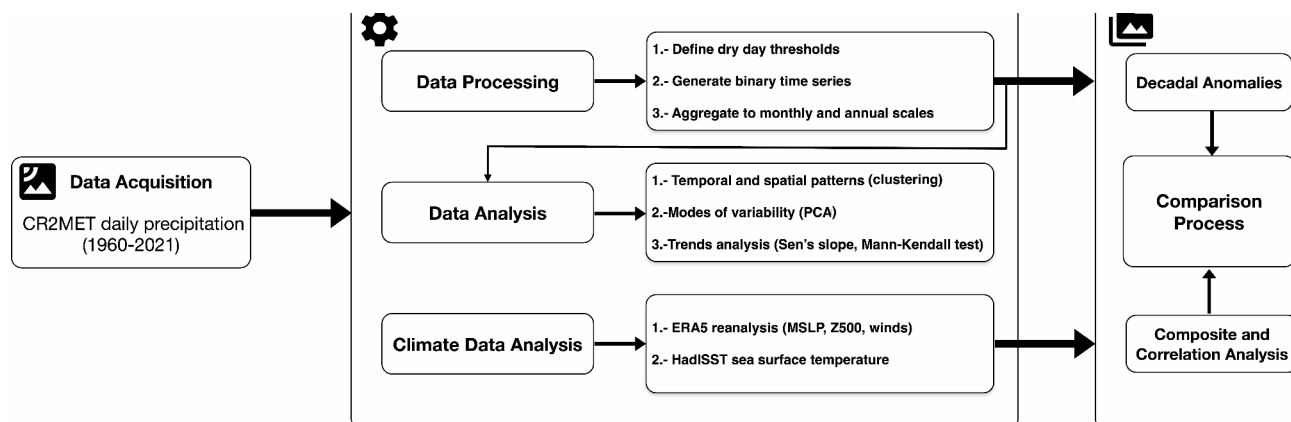 Data Acquisition
CR2MET daily precipitation
(1960-2021)
Data Processing
1.- Define dry day thresholds
2.- Generate binary time series
3.- Aggregate to monthly and annual scales
Data Analysis
1.- Temporal and spatial patterns (clustering)
2.-Modes of variability (PCA)
3.-Trends analysis (Sen's slope, Mann-Kendall test)
Climate Data Analysis
1.- ERA5 reanalysis (MSLP, Z500, winds)
2.- HadISST sea surface temperature
Decadal Anomalies
Comparison
Process
Composite and
Correlation Analysis